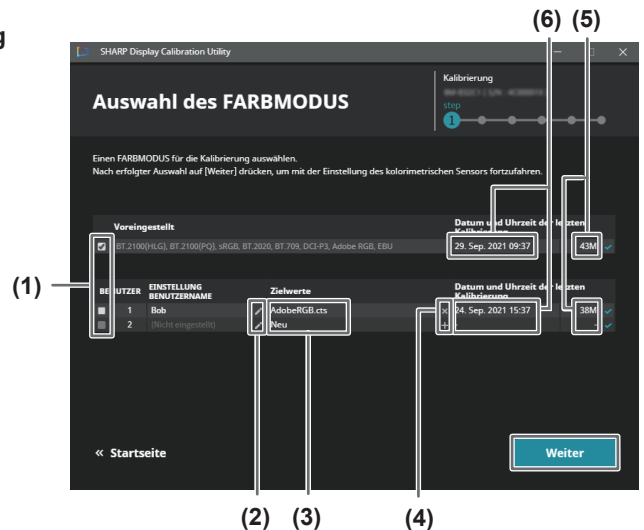 g
(6) (5)
SHARP Display Calibration Utility
Auswahl des FARBMODUS
Kalibrierung
step
1
Einen FARBMODUS für die Kalibrierung auswählen.
Nach erfolgter Auswahl auf [Weiter] drücken, um mit der Einstellung des kolorimetrischen Sensors fortzufahren.
Voreingestellt Datum und Uhrzeit der letzten
Kalibrierung
BT.2100(HLG), BT.2100(PQ), sRGB, BT.2020, BT.709, DCI-P3, Adobe RGB, EBU 29. Sep. 2021 09:37 43M
(1)
BENUTZER EINSTELLUNG
BENUTZERNAME Zielwerte Datum und Uhrzeit der letzten
Kalibrierung
1 Bob AdobeRGB.cts × 24. Sep. 2021 15:37 38M
2 (Nicht eingestellt) Neu + - -
« Startseite Weiter
(2) (3) (4)